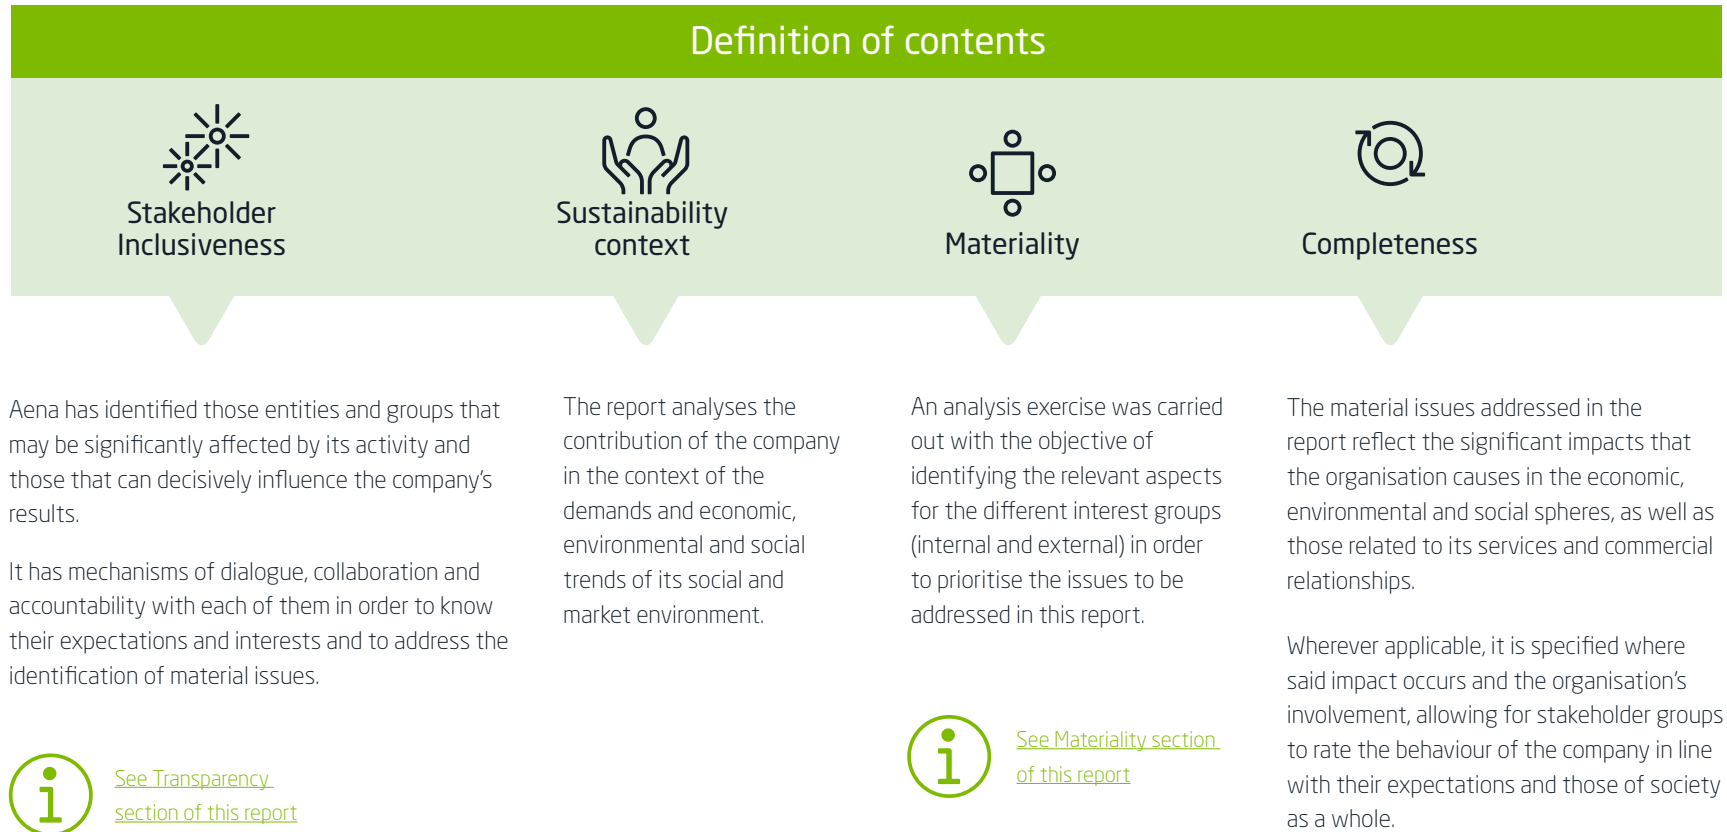 Definition of contents
Stakeholder
Inclusiveness
Aena has identified those entities and groups that
may be significantly affected by its activity and
those that can decisively influence the company's
results.
It has mechanisms of dialogue, collaboration and
accountability with each of them in order to know
their expectations and interests and to address the
identification of material issues.
See Transparency
section of this report
Sustainability
context
The report analyses the
contribution of the company
in the context of the
demands and economic,
environmental and social
trends of its social and
market environment.
Materiality
An analysis exercise was carried
out with the objective of
identifying the relevant aspects
for the different interest groups
(internal and external) in order
to prioritise the issues to be
addressed in this report.
See Materiality section
of this report
Completeness
The material issues addressed in the
report reflect the significant impacts that
the organisation causes in the economic,
environmental and social spheres, as well as
those related to its services and commercial
relationships.
Wherever applicable, it is specified where
said impact occurs and the organisation's
involvement, allowing for stakeholder groups
to rate the behaviour of the company in line
with their expectations and those of society
as a whole.